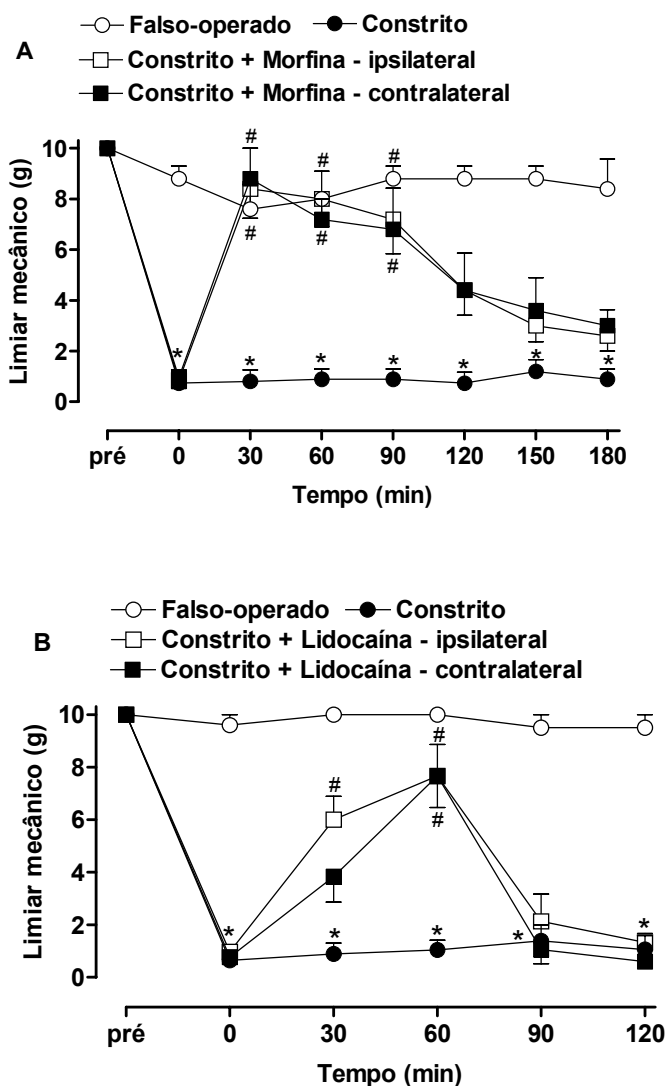 Falso-operado Constrito
A
Constrito + Morfina - ipsilateral
Constrito + Morfina - contralateral
Limiar mecânico (g)
10
8
6
4
2
0
# # #
# # #
* * * * * * *
pré 0 30 60 90 120 150 180
Tempo (min)
Falso-operado Constrito
B
Constrito + Lidocaína - ipsilateral
Constrito + Lidocaína - contralateral
Limiar mecânico (g)
10
8
6
4
2
0
# #
#
* * * * *
pré 0 30 60 90 120
Tempo (min)